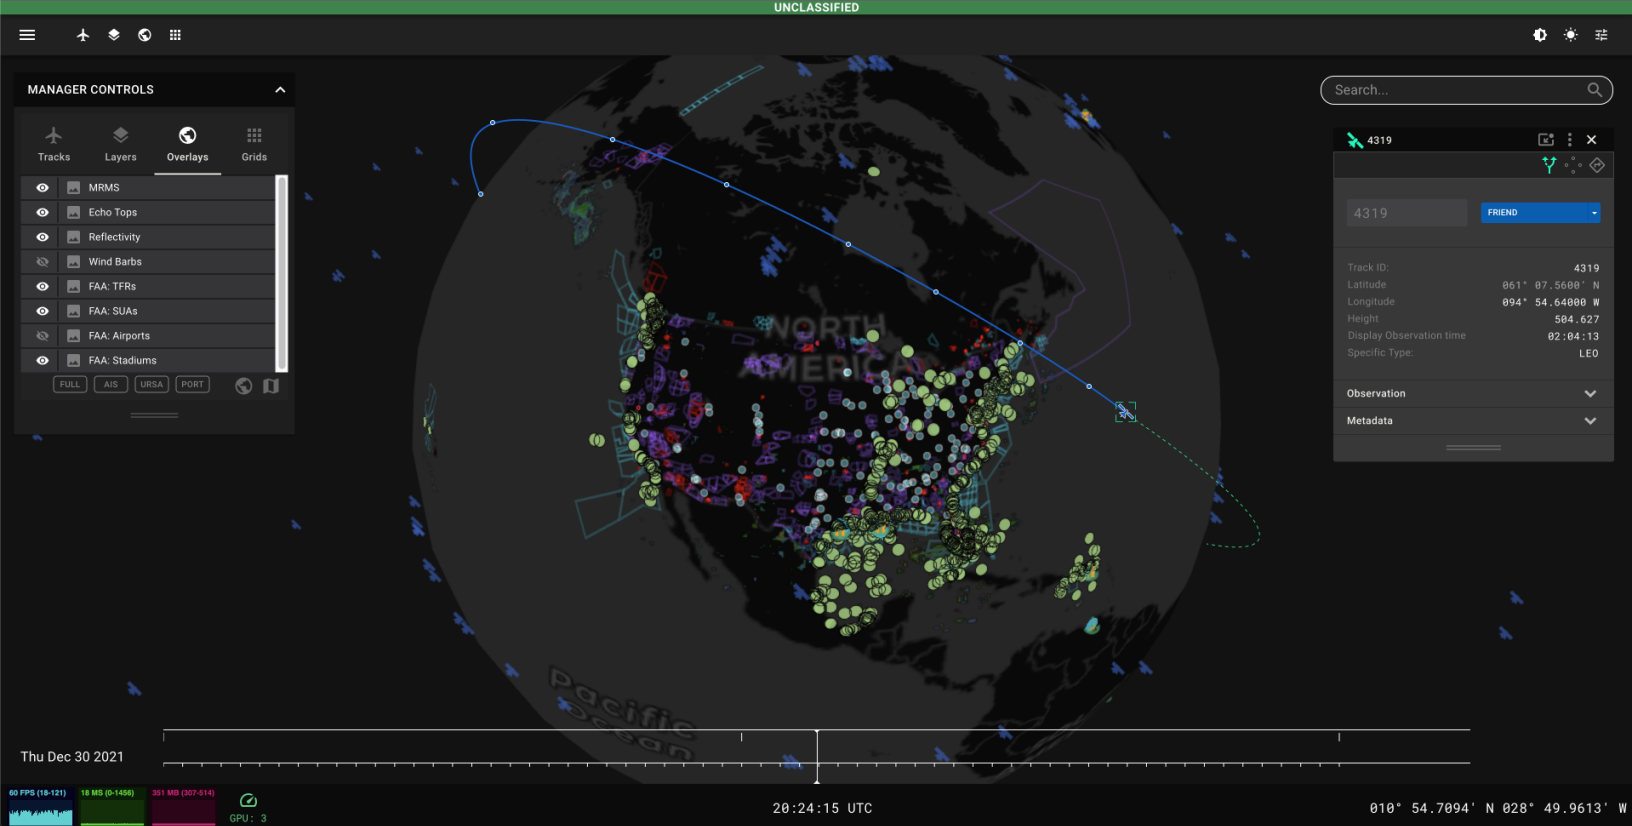 UNCLASSIFIED
MANAGER CONTROLS
Tracks
Layers
Overlays
Grids
MRMS
Echo Tops
Reflectivity
Wind Barbs
FAA: TFRs
FAA: SUAs
FAA: Airports
FAA: Stadiums
FULL
AIS
URSA
PORT
Search...
4319
4319
FRIEND
Track ID: 4319
Latitude 061° 07.5600' N
Longitude 094° 54.64000 W
Height 504.627
Display Observation time 02:04:13
Specific Type: LEO
Observation
Metadata
NORTH
AMERICA
Pacific
Ocean
Thu Dec 30 2021
60 FPS (18-121)
18 MS (0-1456)
351 MB (307-514)
GPU: 3
20:24:15 UTC
010° 54.7094' N 028° 49.9613' W